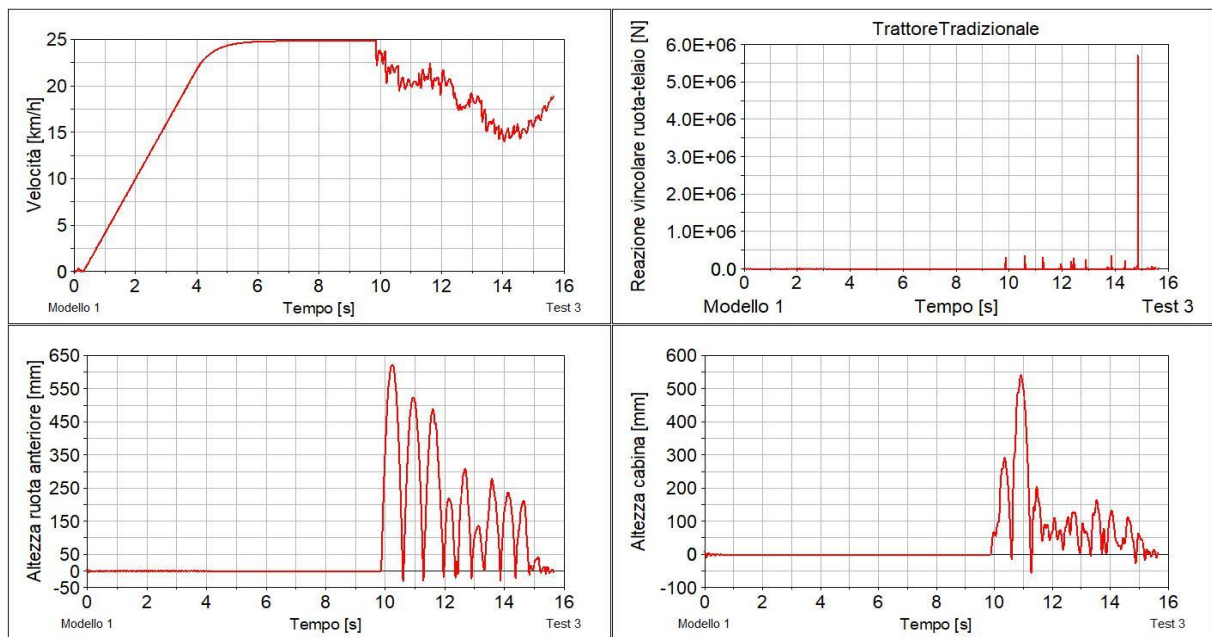 Velocità [km/h]
25
20
15
10
5
0
0 2 4 6 8 10 12 14 16
Modello 1 Tempo [s] Test 3
TrattoreTradizionale
Reazione vincolare ruota-telaio [N]
6.0E+06
5.0E+06
4.0E+06
3.0E+06
2.0E+06
1.0E+06
0.0
0 2 4 6 8 10 12 14 16
Modello 1 Tempo [s] Test 3
Altezza ruota anteriore [mm]
650
550
450
350
250
150
50
0
-50
0 2 4 6 8 10 12 14 16
Modello 1 Tempo [s] Test 3
Altezza cabina [mm]
600
500
400
300
200
100
0
-100
0 2 4 6 8 10 12 14 16
Modello 1 Tempo [s] Test 3